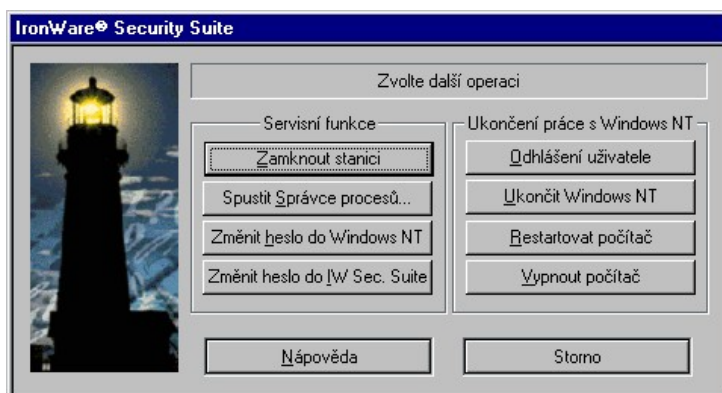 IronWare® Security Suite
Zvolte další operaci
Servisní funkce
Zamknout stanici
Spustit Správce procesů...
Změnit heslo do Windows NT
Změnit heslo do IW Sec. Suite
Ukončení práce s Windows NT
Odhlášení uživatele
Ukončit Windows NT
Restartovat počítač
Vypnout počítač
Nápověda
Storno